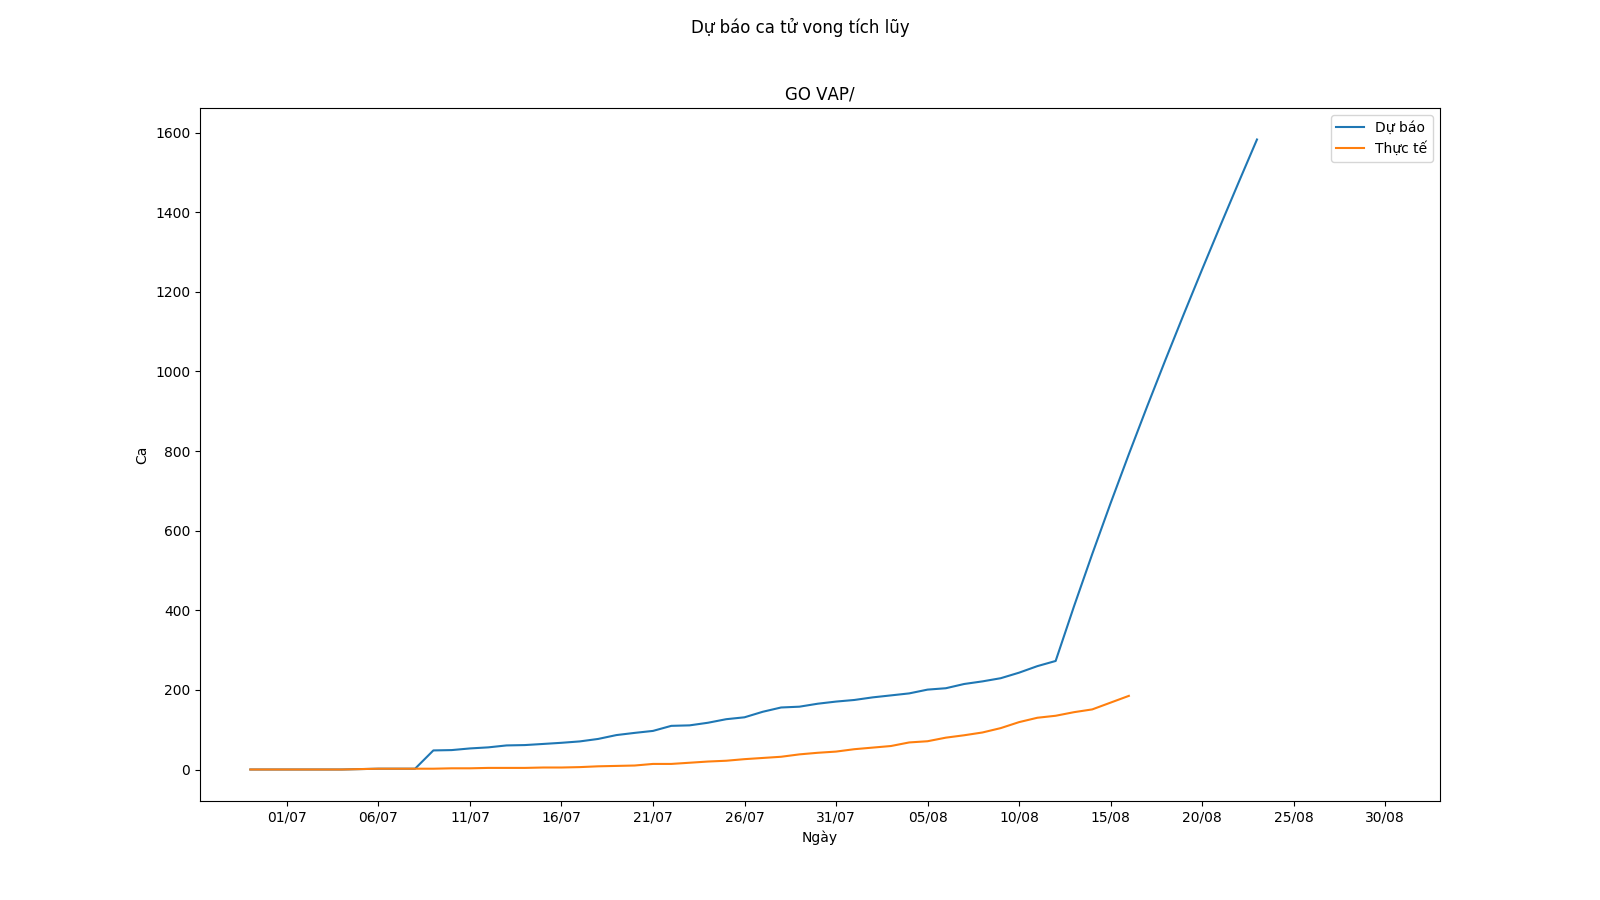 Dự báo ca tử vong tích lũy
GO VAP/
Dự báo
Thực tế
1600
1400
1200
1000
800
600
400
200
0
Ca
01/07 06/07 11/07 16/07 21/07 26/07 31/07 05/08 10/08 15/08 20/08 25/08 30/08
Ngày